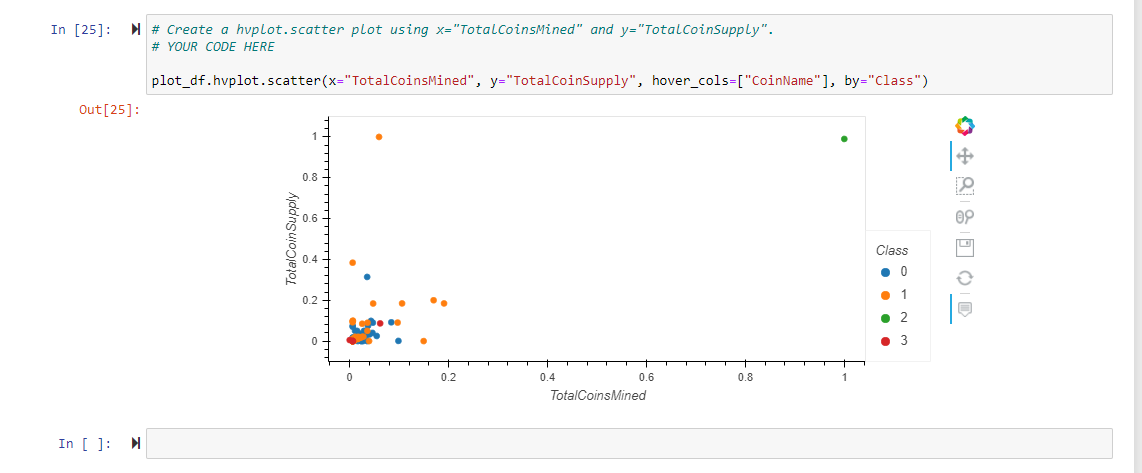 In [25]:
# Create a hvplot.scatter plot using x="TotalCoinsMined" and y="TotalCoinSupply".
# YOUR CODE HERE
plot_df.hvplot.scatter(x="TotalCoinsMined", y="TotalCoinSupply", hover_cols=["CoinName"], by="Class")
Out[25]:
TotalCoinSupply
1
0.8
0.6
0.4
0.2
0
0 0.2 0.4 0.6 0.8 1
TotalCoinsMined
Class
0
1
2
3
In [ ]: